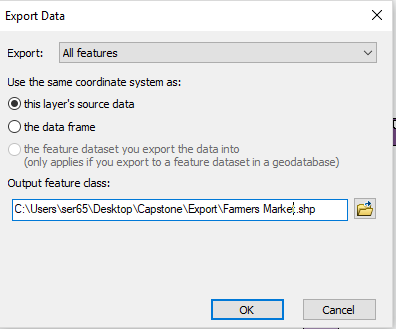 Export Data
Export: All features
Use the same coordinate system as:
this layer's source data
the data frame
the feature dataset you export the data into
(only applies if you export to a feature dataset in a geodatabase)
Output feature class:
C:\Users\ser65\Desktop\Capstone\Export\Farmers Marke.shp
OK Cancel